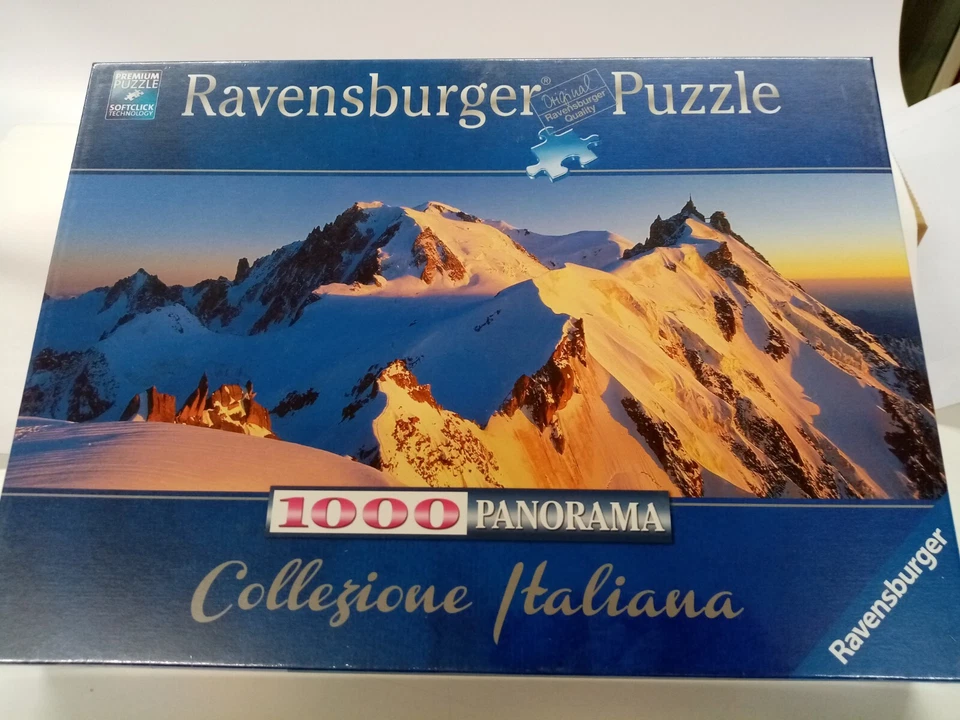 PREMIUM
PUZZLE
SOFTCLICK
TECHNOLOGY
Ravensburger® Puzzle
Original
Ravensburger
Quality
1000 PANORAMA
Collezione Italiana
Ravensburger